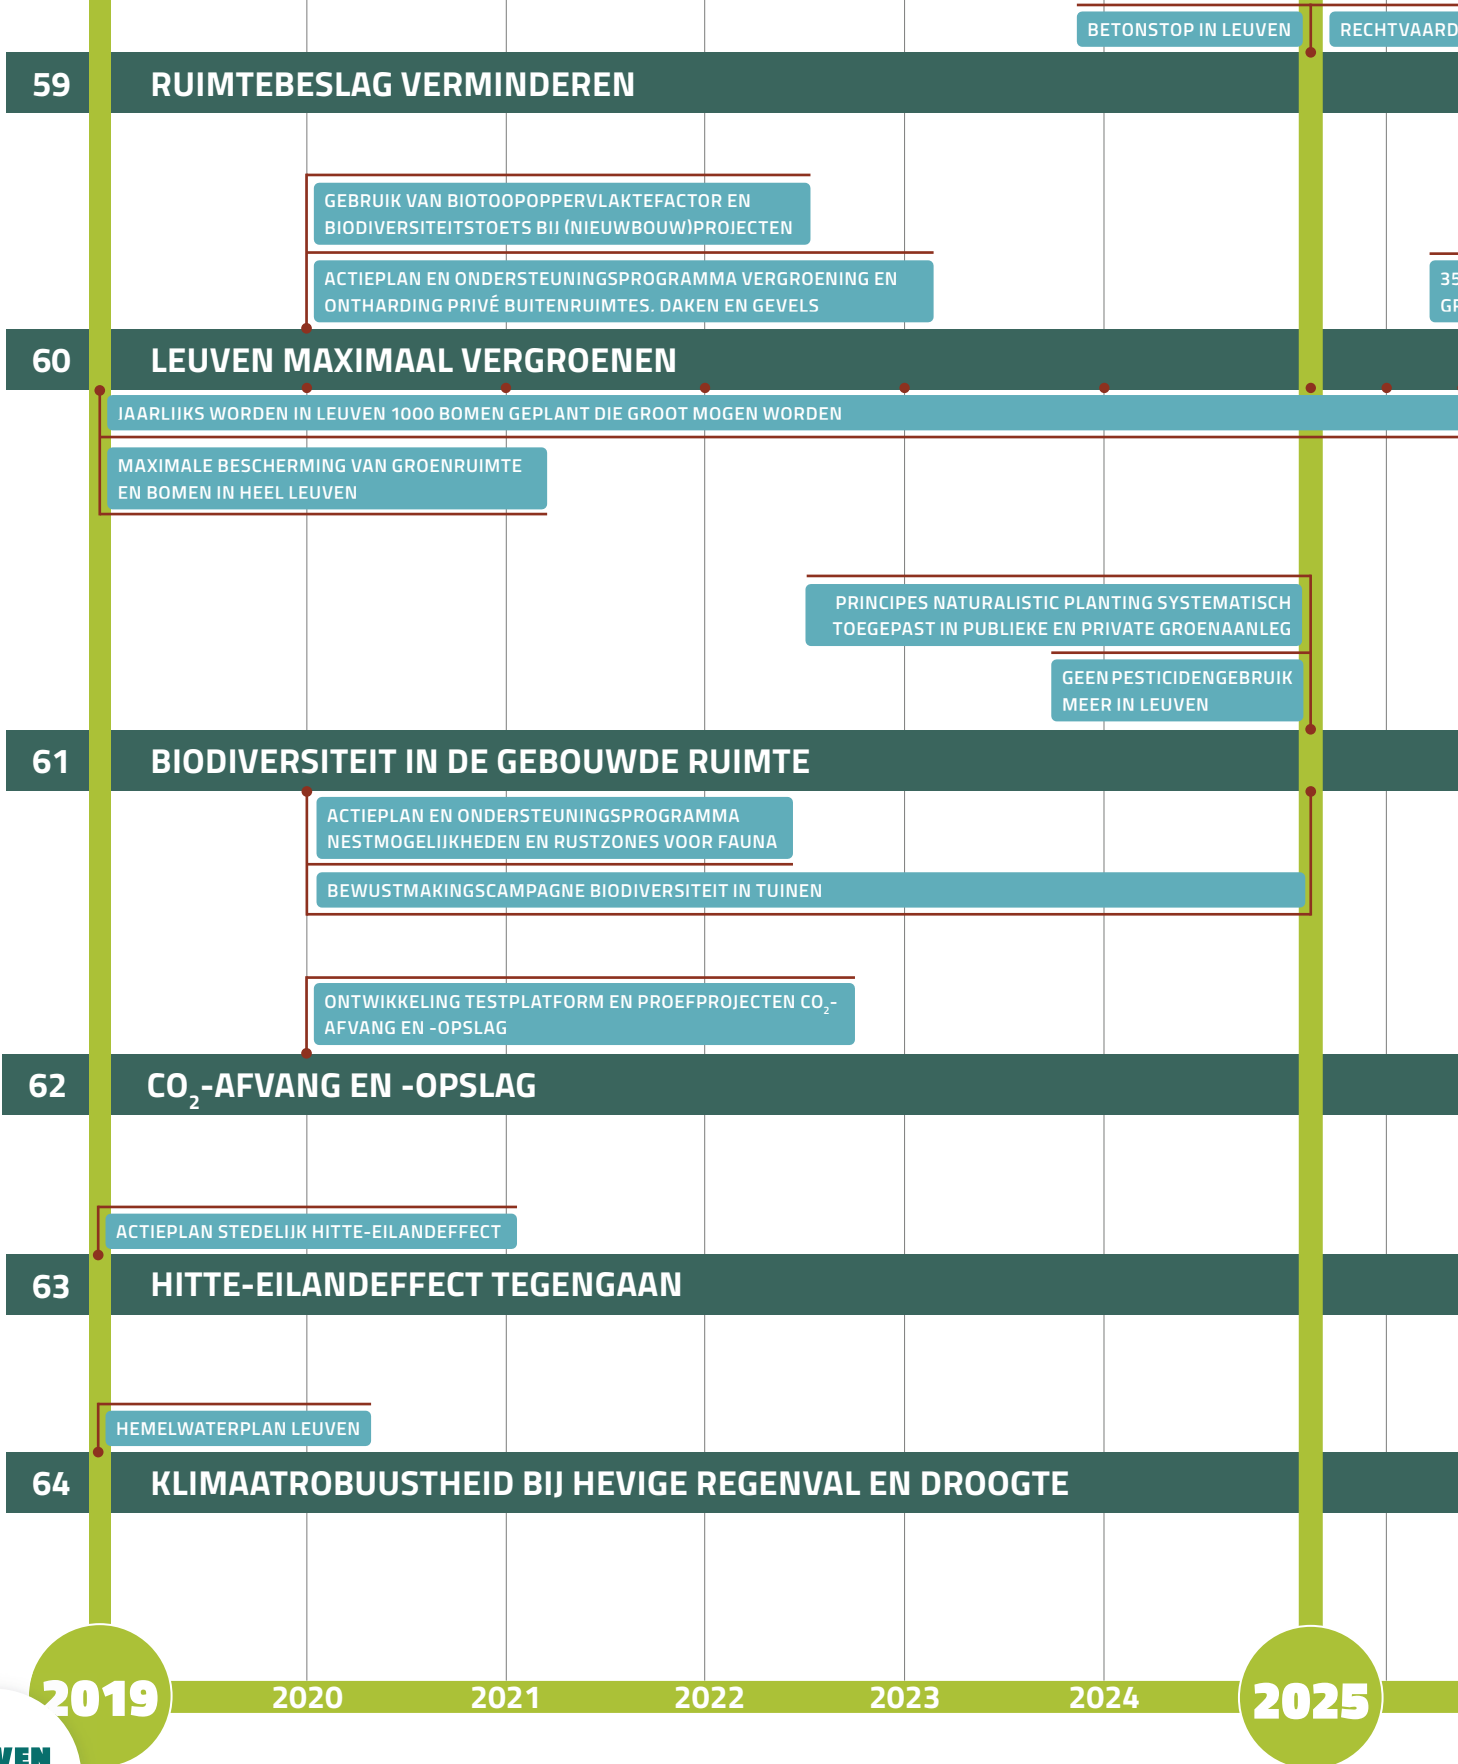 BETONSTOP IN LEUVEN
RECHTVAARD
59
RUIMTEBESLAG VERMINDEREN
GEBRUIK VAN BIOTOOPOPPERVLAKTEFACTOR EN
BIODIVERSITEITSTOETS BIJ (NIEUWBOUW)PROJECTEN
ACTIEPLAN EN ONDERSTEUNINGSPROGRAMMA VERGROENING EN
ONTHARDING PRIVÉ BUITENRUIMTES. DAKEN EN GEVELS
35
60
LEUVEN MAXIMAAL VERGROENEN
JAARLIJKS WORDEN IN LEUVEN 1000 BOMEN GEPLANT DIE GROOT MOGEN WORDEN
MAXIMALE BESCHERMING VAN GROENRUIMTE
EN BOMEN IN HEEL LEUVEN
PRINCIPES NATURALISTIC PLANTING SYSTEMATISCH
TOEGEPAST IN PUBLIEKE EN PRIVATE GROENAANLEG
GEEN PESTICIDENGEBRUIK
MEER IN LEUVEN
61
BIODIVERSITEIT IN DE GEBOUWDE RUIMTE
ACTIEPLAN EN ONDERSTEUNINGSPROGRAMMA
NESTMOGELIJKHEDEN EN RUSTZONES VOOR FAUNA
BEWUSTMAKINGSCAMPAGNE BIODIVERSITEIT IN TUINEN
ONTWIKKELING TESTPLATFORM EN PROEFPROJECTEN CO₂-
AFVANG EN -OPSLAG
62
CO₂-AFVANG EN -OPSLAG
ACTIEPLAN STEDELIJK HITTE-EILANDEFFECT
63
HITTE-EILANDEFFECT TEGENGAAN
HEMELWATERPLAN LEUVEN
64
KLIMAATROBUUSTHEID BIJ HEVIGE REGENVAL EN DROOGTE
2019
2020
2021
2022
2023
2024
2025